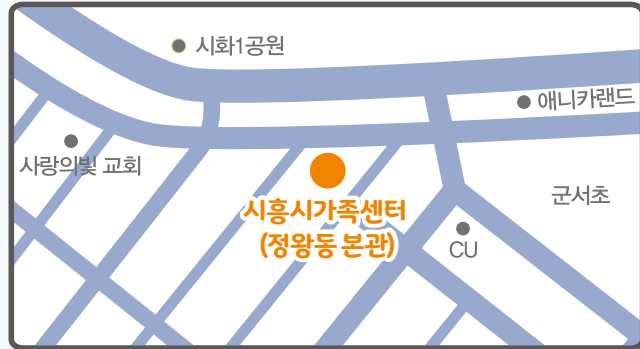 시화1공원
애니카랜드
사랑의빛 교회
군서초
시흥시가족센터
(정왕동 본관)
CU